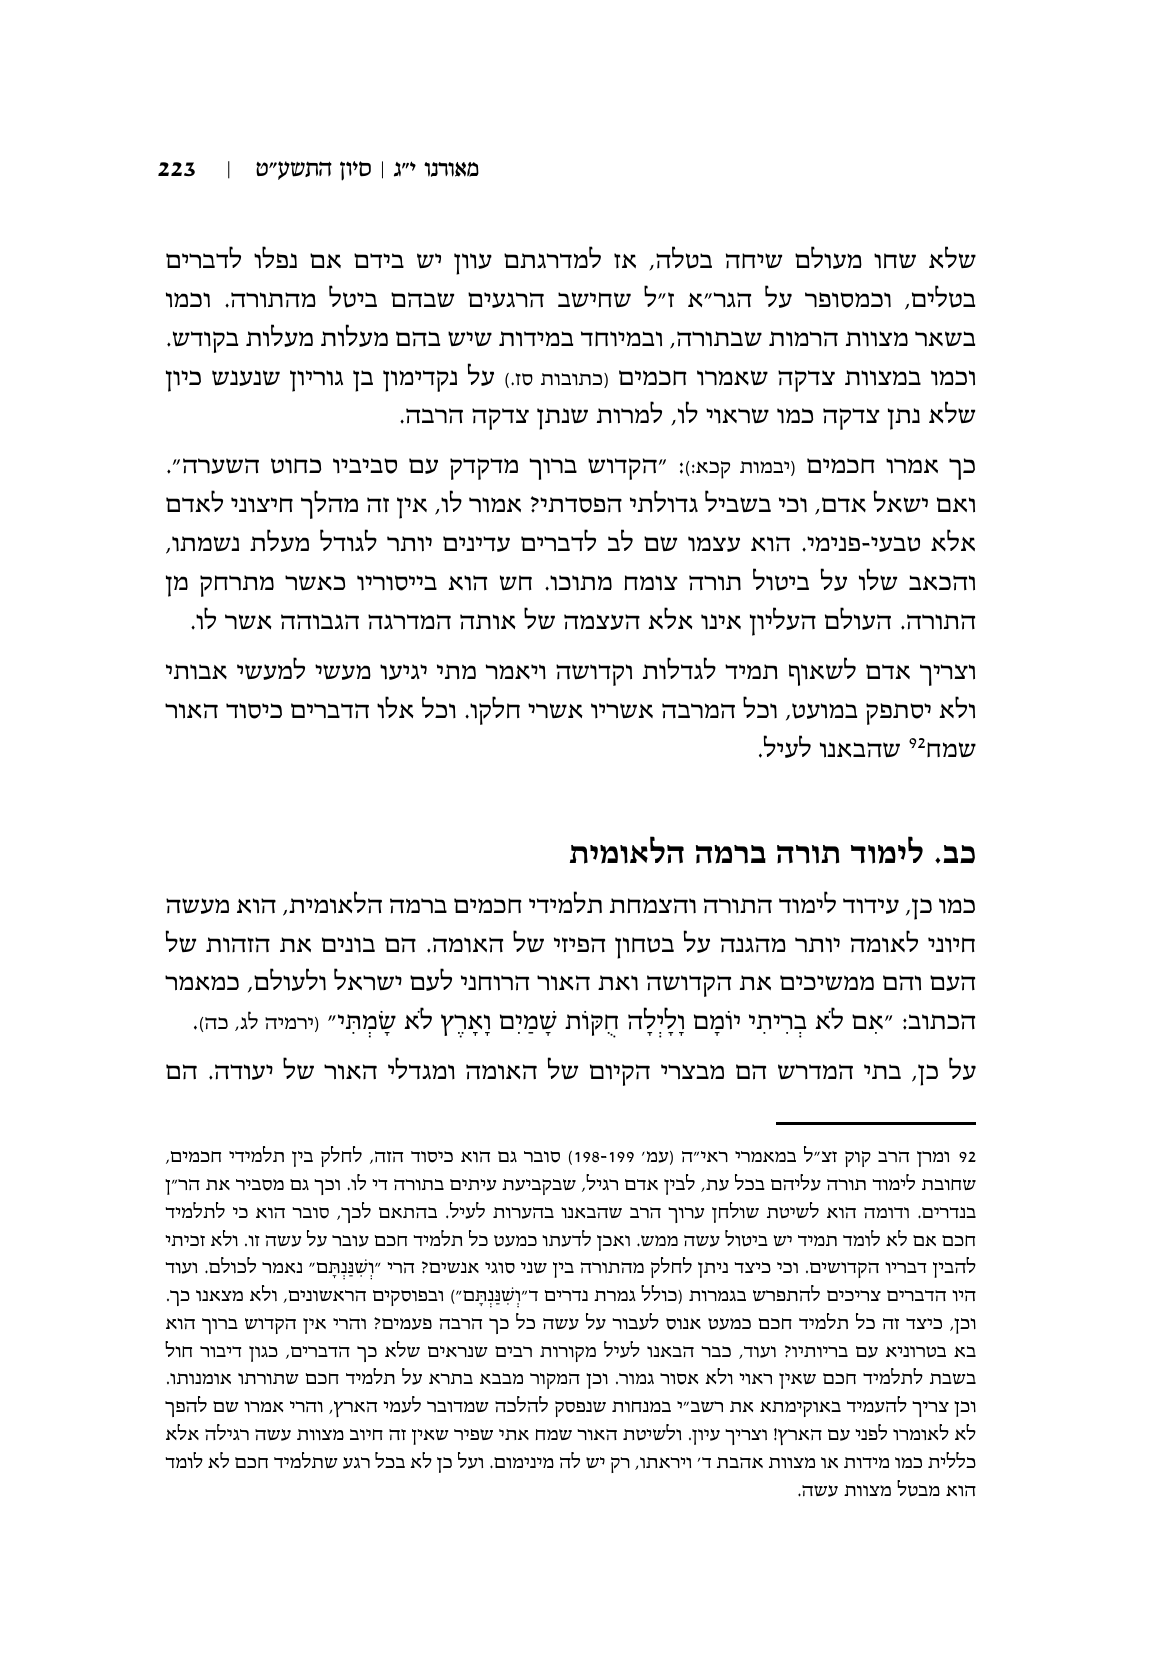 מאורנו י״ג | סיון התשע״ט | 223
שלא שחו מעולם שיחה בטלה, אז למדרגתם עוון יש בידם אם נפלו לדברים
בטלים, וכמסופר על הגר״א ז״ל שחישב הרגעים שבהם ביטל מהתורה. וכמו
בשאר מצוות הרמות שבתורה, ובמיוחד במידות שיש בהם מעלות מעלות בקודש.
וכמו במצוות צדקה שאמרו חכמים (כתובות סז.) על נקדימון בן גוריון שנענש כיון
שלא נתן צדקה כמו שראוי לו, למרות שנתן צדקה הרבה.
כך אמרו חכמים (יבמות קכא:): ״הקדוש ברוך מדקדק עם סביביו כחוט השערה״.
ואם ישאל אדם, וכי בשביל גדולתי הפסדתי? אמור לו, אין זה מהלך חיצוני לאדם
אלא טבעי-פנימי. הוא עצמו שם לב לדברים עדינים יותר לגודל מעלת נשמתו,
והכאב שלו על ביטול תורה צומח מתוכו. חש הוא בייסוריו כאשר מתרחק מן
התורה. העולם העליון אינו אלא העצמה של אותה המדרגה הגבוהה אשר לו.
וצריך אדם לשאוף תמיד לגדלות וקדושה ויאמר מתי יגיעו מעשי למעשי אבותי
ולא יסתפק במועט, וכל המרבה אשריו אשרי חלקו. וכל אלו הדברים כיסוד האור
שמח92 שהבאנו לעיל.
כב. לימוד תורה ברמה הלאומית
כמו כן, עידוד לימוד התורה והצמחת תלמידי חכמים ברמה הלאומית, הוא מעשה
חיוני לאומה יותר מהגנה על בטחון הפיזי של האומה. הם בונים את הזהות של
העם והם ממשיכים את הקדושה ואת האור הרוחני לעם ישראל ולעולם, כמאמר
הכתוב: ״אִם לֹא בְרִיתִי יוֹמָם וָלָיְלָה חֻקּוֹת שָׁמַיִם וָאָרֶץ לֹא שָׂמְתִּי״ (ירמיה לג, כה).
על כן, בתי המדרש הם מבצרי הקיום של האומה ומגדלי האור של יעודה. הם
92 ומרן הרב קוק זצ״ל במאמרי ראי״ה (עמ׳ 198-199) סובר גם הוא כיסוד הזה, לחלק בין תלמידי חכמים,
שחובת לימוד תורה עליהם בכל עת, לבין אדם רגיל, שבקביעת עיתים בתורה די לו. וכך גם מסביר את הר״ן
בנדרים. ודומה הוא לשיטת שולחן ערוך הרב שהבאנו בהערות לעיל. בהתאם לכך, סובר הוא כי לתלמיד
חכם אם לא לומד תמיד יש ביטול עשה ממש. ואכן לדעתו כמעט כל תלמיד חכם עובר על עשה זו. ולא זכיתי
להבין דבריו הקדושים. וכי כיצד ניתן לחלק מהתורה בין שני סוגי אנשים? הרי ״וְשִׁנַּנְתָּם״ נאמר לכולם. ועוד
היו הדברים צריכים להתפרש בגמרות (כולל גמרת נדרים ד״וְשִׁנַּנְתָּם״) ובפוסקים הראשונים, ולא מצאנו כך.
וכן, כיצד זה כל תלמיד חכם כמעט אנוס לעבור על עשה כל כך הרבה פעמים? והרי אין הקדוש ברוך הוא
בא בטרוניא עם בריותיו? ועוד, כבר הבאנו לעיל מקורות רבים שנראים שלא כך הדברים, כגון דיבור חול
בשבת לתלמיד חכם שאין ראוי ולא אסור גמור. וכן המקור מבבא בתרא על תלמיד חכם שתורתו אומנותו.
וכן צריך להעמיד באוקימתא את רשב״י במנחות שנפסק להלכה שמדובר לעמי הארץ, והרי אמרו שם להפך
לא לאומרו לפני עם הארץ! וצריך עיון. ולשיטת האור שמח אתי שפיר שאין זה חיוב מצוות עשה רגילה אלא
כללית כמו מידות או מצוות אהבת ד׳ ויראתו, רק יש לה מינימום. ועל כן לא בכל רגע שתלמיד חכם לא לומד
הוא מבטל מצוות עשה.